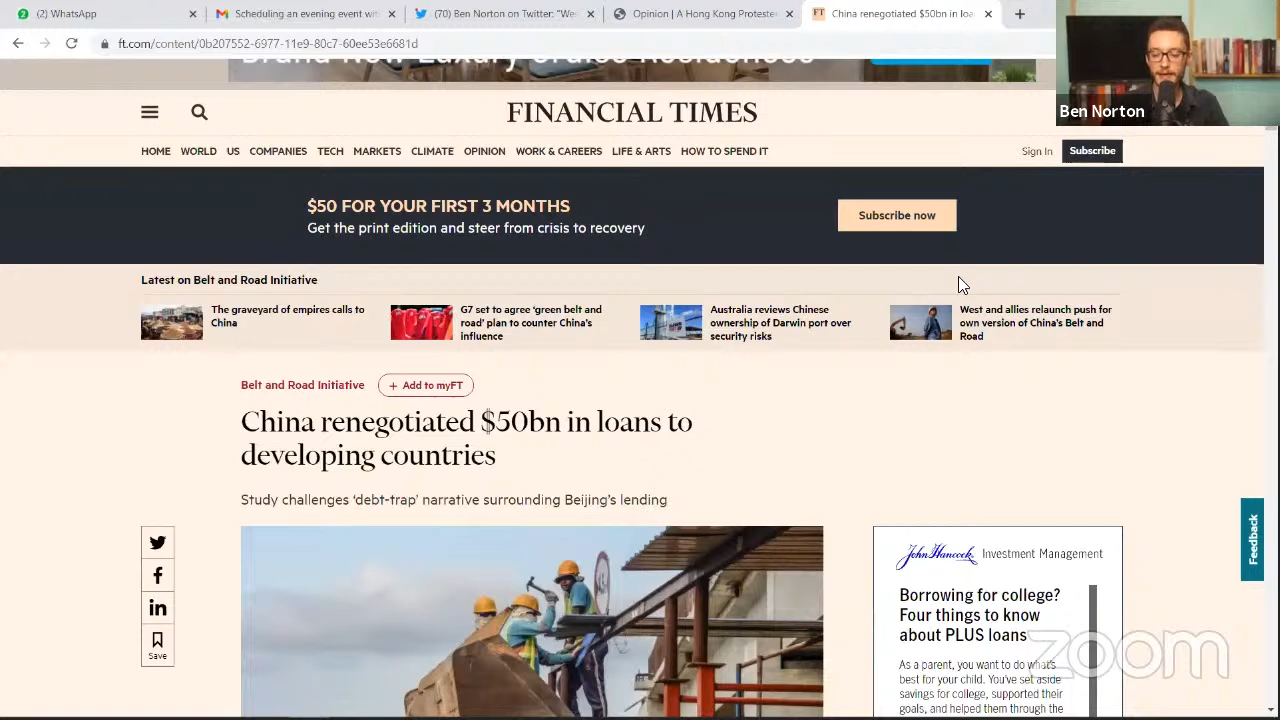 (2) WhatsApp
Scheduling an evening event wit
(70) Ben Norton on Twitter: "We
Opinion | A Hong Kong Protester
China renegotiated $50bn in loa
ft.com/content/0b207552-6977-11e9-80c7-60ee53e6681d
Ben Norton
FINANCIAL TIMES
HOME WORLD US COMPANIES TECH MARKETS CLIMATE OPINION WORK & CAREERS LIFE & ARTS HOW TO SPEND IT
Sign In Subscribe
$50 FOR YOUR FIRST 3 MONTHS
Get the print edition and steer from crisis to recovery
Subscribe now
Latest on Belt and Road Initiative
The graveyard of empires calls to
China
G7 set to agree ‘green belt and
road’ plan to counter China’s
influence
Australia reviews Chinese
ownership of Darwin port over
security risks
West and allies relaunch push for
own version of China’s Belt and
Road
Belt and Road Initiative + Add to myFT
China renegotiated $50bn in loans to
developing countries
Study challenges ‘debt-trap’ narrative surrounding Beijing’s lending
Save
John Hancock Investment Management
Borrowing for college?
Four things to know
about PLUS loans
As a parent, you want to do what's
best for your child. You've set aside
savings for college, supported their
goals, and helped them through the
Feedback
zoom